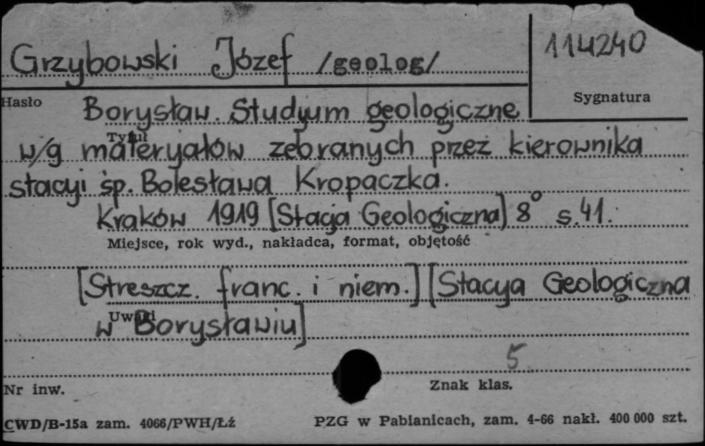 Grzybowski Józef /geolog/
114240
Hasło
Sygnatura
Borysław. Studyum geologiczne
Tytuł
w/g materyałów zebranych przez kierownika
stacyi śp. Bolesława Kropaczka.
Kraków 1919 [Stacja Geologiczna] 8° s. 41.
Miejsce, rok wyd., nakładca, format, objętość
[Streszcz. franc. i niem.] [Stacya Geologiczna
Uwagi
w Borysławiu]
5
Nr inw.
Znak klas.
CWD/B-15a zam. 4066/PWH/Łź
PZG w Pabianicach, zam. 4-66 nakł. 400 000 szt.